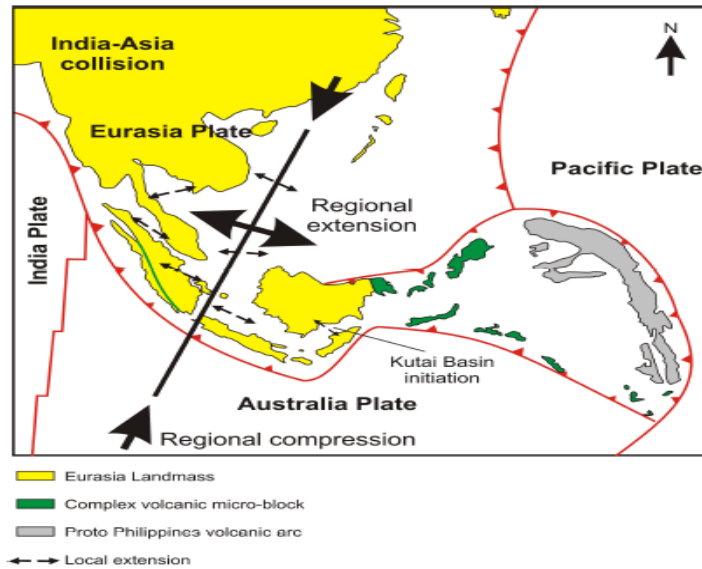 India-Asia
collision
N
Eurasia Plate
Pacific Plate
India Plate
Regional
extension
Kutai Basin
initiation
Australia Plate
Regional compression
Eurasia Landmass
Complex volcanic micro-block
Proto Philippines volcanic arc
Local extension